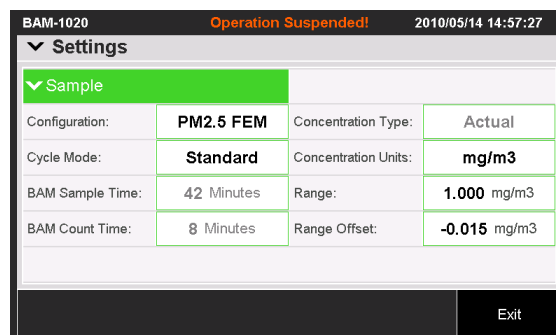 BAM-1020 Operation Suspended! 2010/05/14 14:57:27
Settings
Sample
Configuration: PM2.5 FEM Concentration Type: Actual
Cycle Mode: Standard Concentration Units: mg/m3
BAM Sample Time: 42 Minutes Range: 1.000 mg/m3
BAM Count Time: 8 Minutes Range Offset: -0.015 mg/m3
Exit